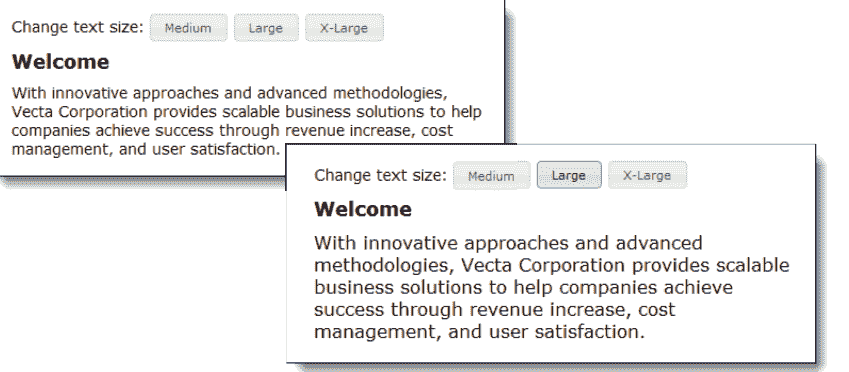 Change text size: Medium Large X-Large
Welcome
With innovative approaches and advanced methodologies,
Vecta Corporation provides scalable business solutions to help
companies achieve success through revenue increase, cost
management, and user satisfaction.
Change text size: Medium Large X-Large
Welcome
With innovative approaches and advanced
methodologies, Vecta Corporation provides scalable
business solutions to help companies achieve
success through revenue increase, cost
management, and user satisfaction.